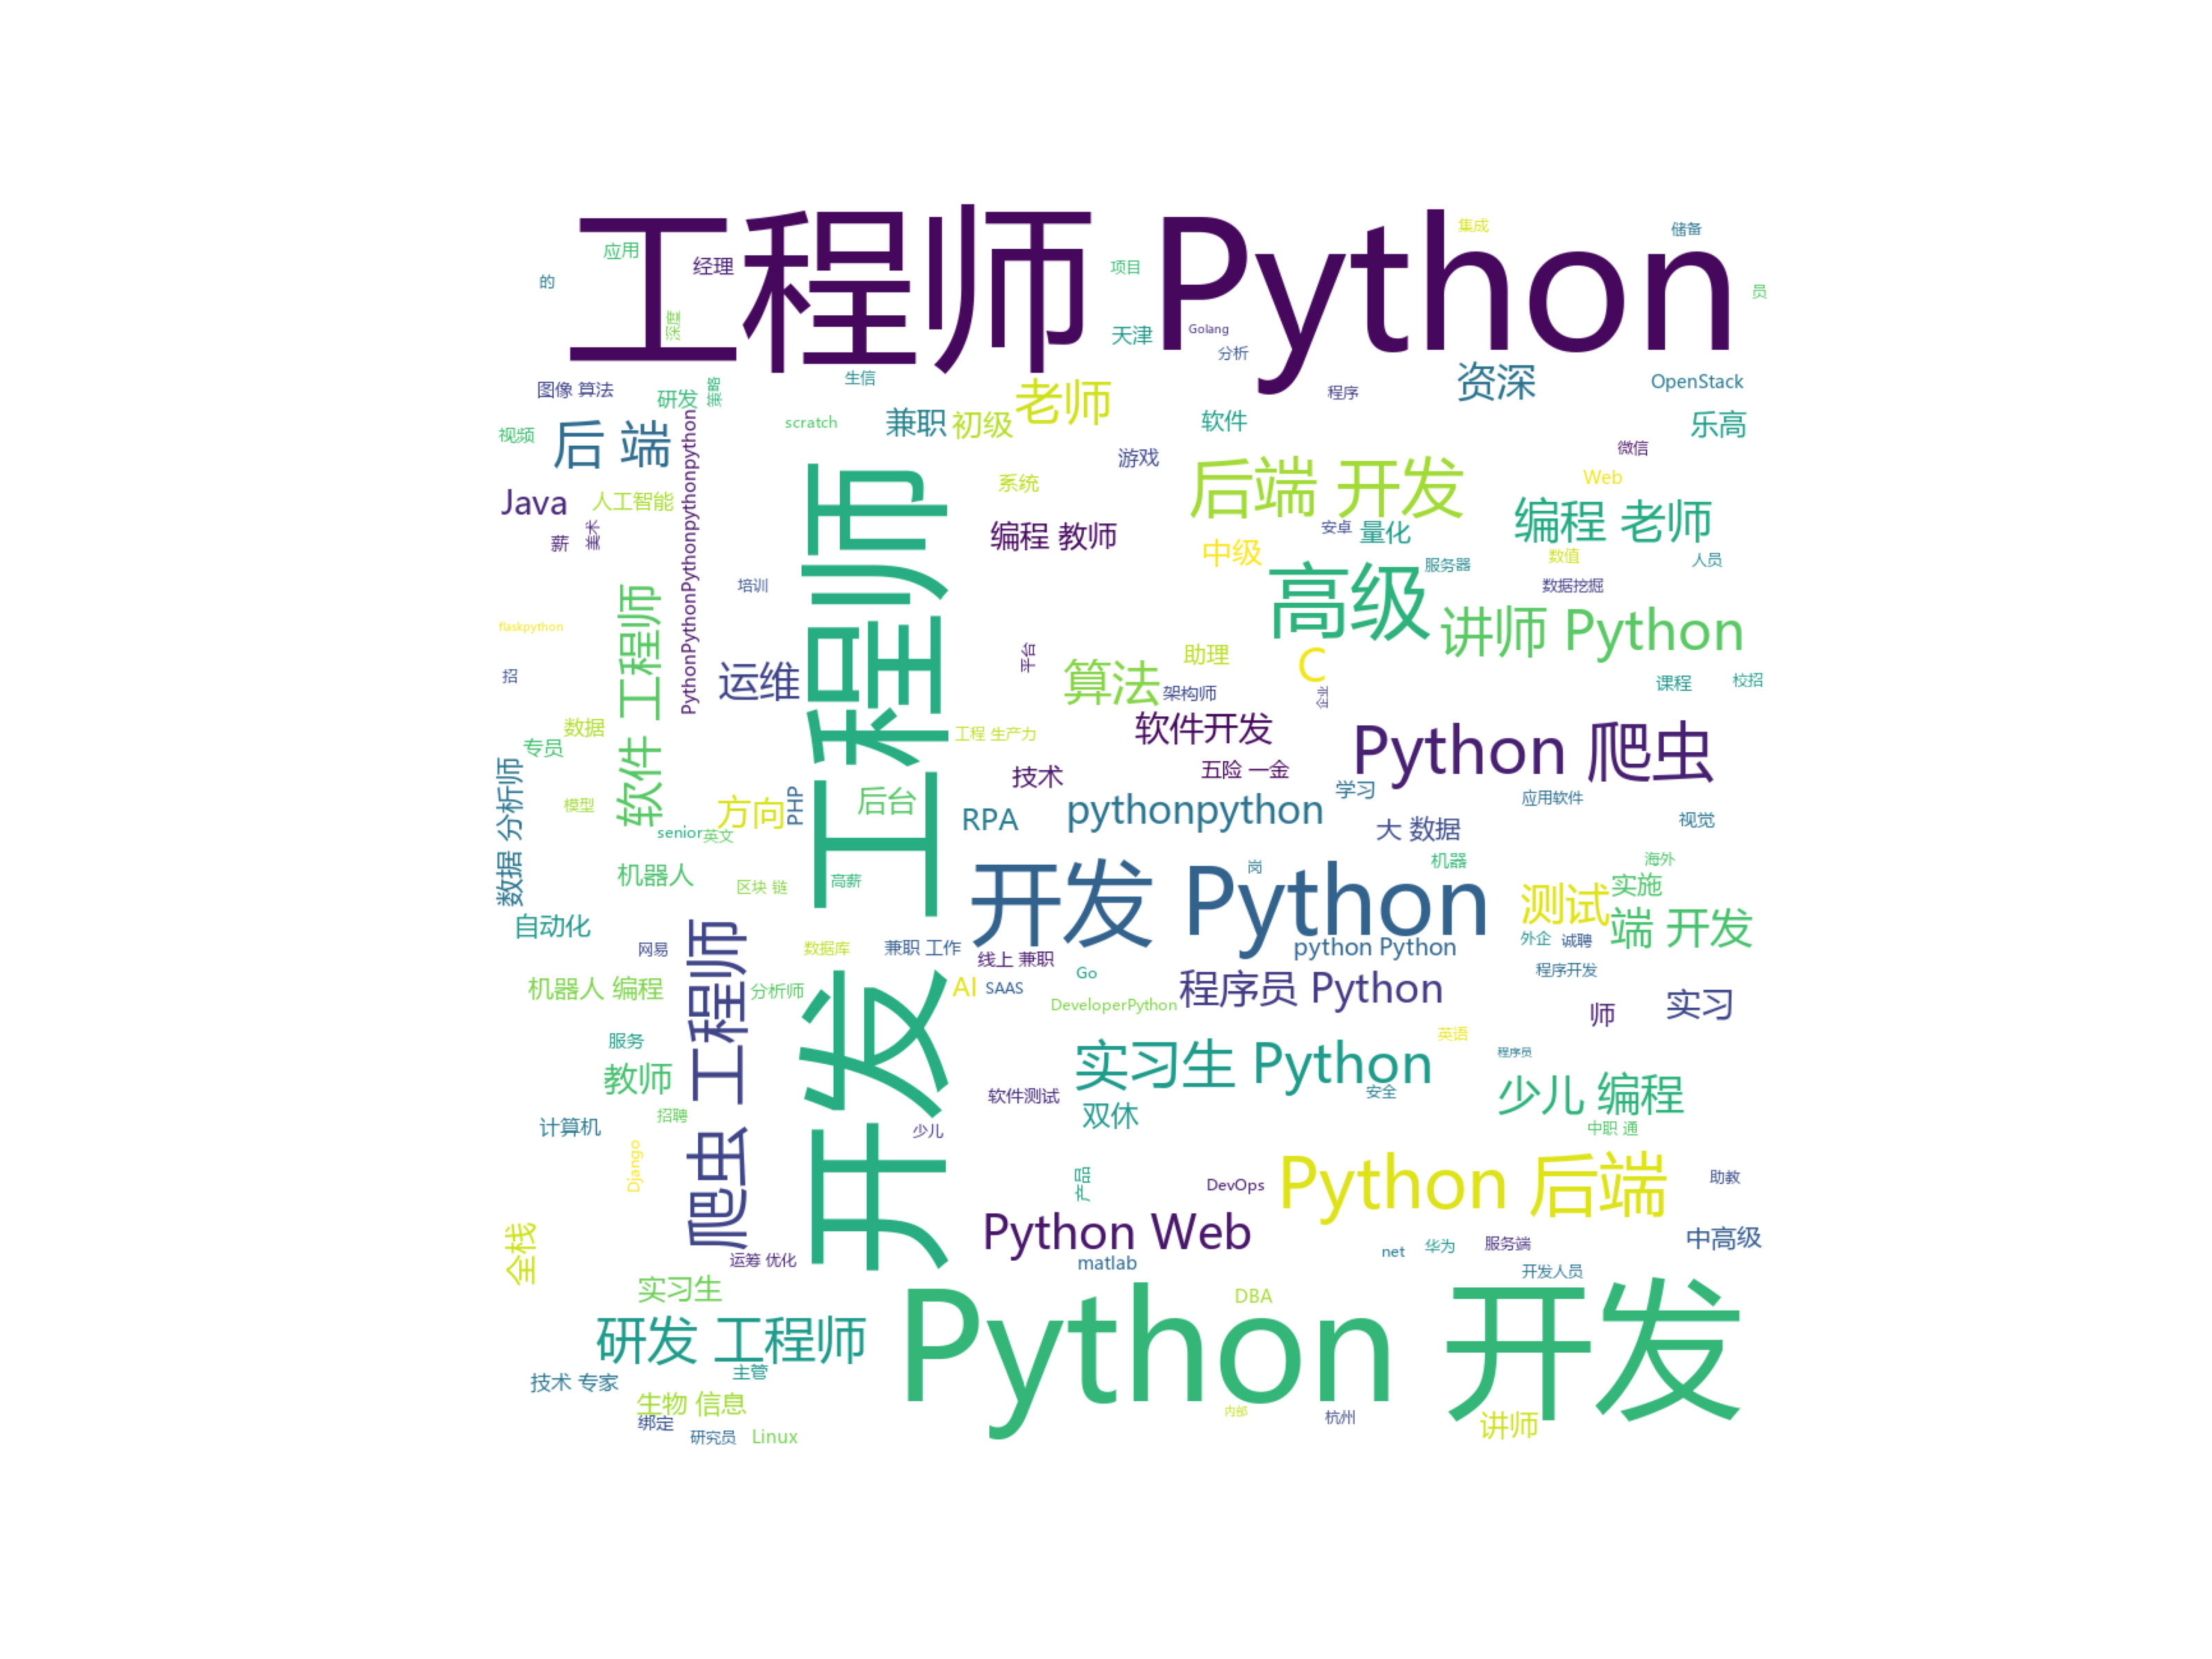 工程师 Python
集成
储备
应用
经理
项目
的
员
深度
天津
Golang
分析
图像 算法
研发
策略
生信
老师
程序
资深
OpenStack
视频
后 端
scratch
兼职
初级
软件
乐高
游戏
微信
Java
人工智能
PythonPythonPythonPythonpythonpython
系统
后端 开发
Web
薪
美术
编程 教师
安卓
量化
编程 老师
中级
数值
人员
培训
高级
服务器
数据挖掘
flaskpython
软件 工程师
开发 工程师
讲师 Python
招
运维
平台
算法
助理
C
架构师
企业
课程
校招
数据
专员
工程 生产力
软件开发
Python 爬虫
技术
五险 一金
数据 分析师
模型
方向
PHP
后台
RPA
pythonpython
学习
应用软件
senior
英文
大 数据
视觉
机器人
区块 链
高薪
开发 Python
岗
机器
海外
测试
实施
自动化
爬虫 工程师
网易
数据库
兼职 工作
线上 兼职
python Python
外企
诚聘
端 开发
机器人 编程
分析师
AI
SAAS
Go
DeveloperPython
程序员 Python
程序开发
师
实习
服务
英语
程序员
教师
实习生 Python
安全
软件测试
少儿 编程
招聘
双休
计算机
少儿
中职 通
Django
产品
DevOps
Python 后端
助教
全栈
Python Web
运筹 优化
matlab
net
华为
服务端
中高级
开发人员
实习生
DBA
研发 工程师
Python 开发
技术 专家
主管
生物 信息
绑定
研究员
Linux
内部
杭州
讲师